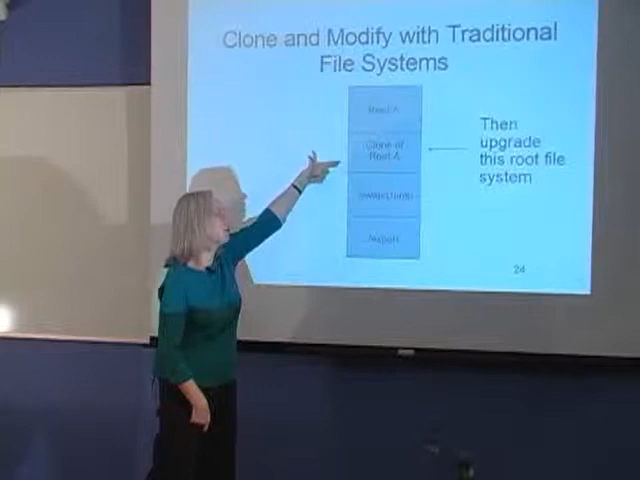 Clone and Modify with Traditional
File Systems
Root A
Clone of
Root A
Then
upgrade
this root file
system
24